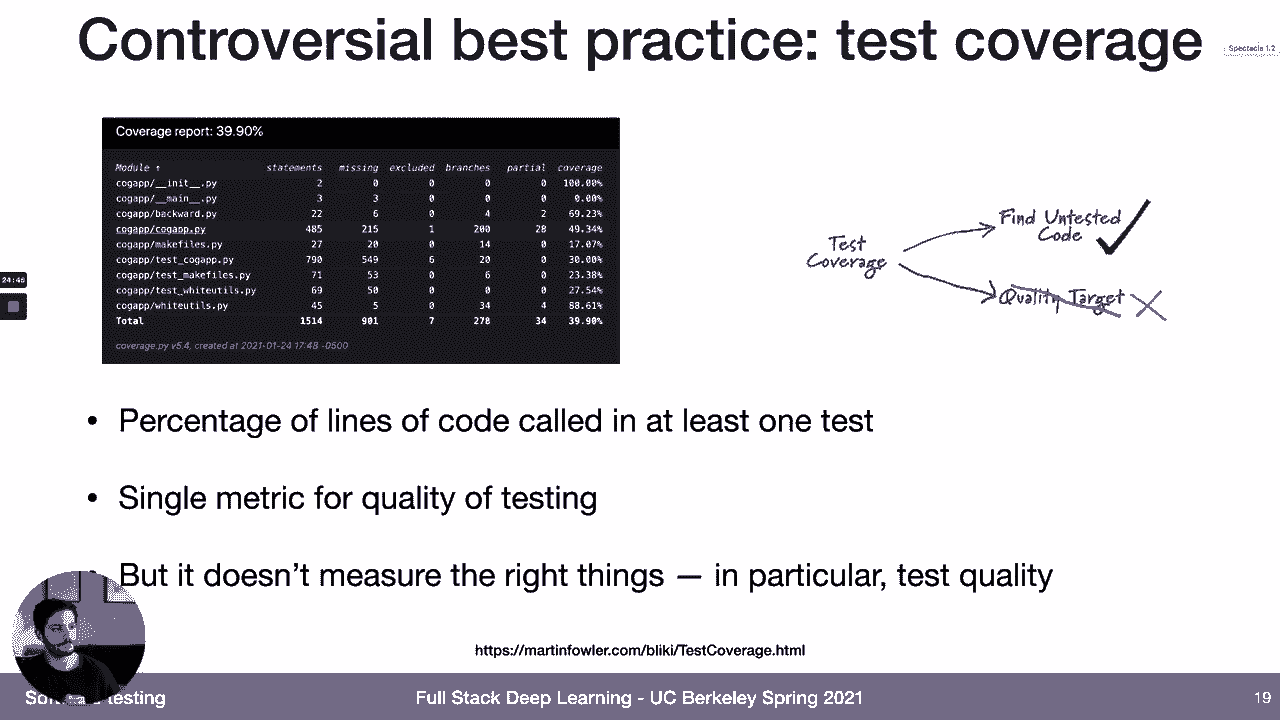 Controversial best practice: test coverage
Spectacle 1.2
Coverage report: 39.90%
Module ↑ statements missing excluded branches partial coverage
cogapp/__init__.py 2 0 0 0 0 100.00%
cogapp/__main__.py 3 3 0 0 0 0.00%
cogapp/backward.py 22 6 0 4 2 69.23%
cogapp/cogapp.py 485 215 1 200 28 49.34%
cogapp/makefiles.py 27 20 0 14 0 17.07%
cogapp/test_cogapp.py 790 549 6 20 0 30.00%
cogapp/test_makefiles.py 71 53 0 6 0 23.38%
cogapp/test_whiteutils.py 69 50 0 0 0 27.54%
cogapp/whiteutils.py 45 5 0 34 4 88.61%
Total 1514 901 7 278 34 39.90%
coverage.py v5.4, created at 2021-01-24 17:48 -0500
Test
Coverage
Find Untested
Code
Quality Target
24:46
• Percentage of lines of code called in at least one test
• Single metric for quality of testing
But it doesn't measure the right things — in particular, test quality
https://martinfowler.com/bliki/TestCoverage.html
testing
Full Stack Deep Learning - UC Berkeley Spring 2021
19